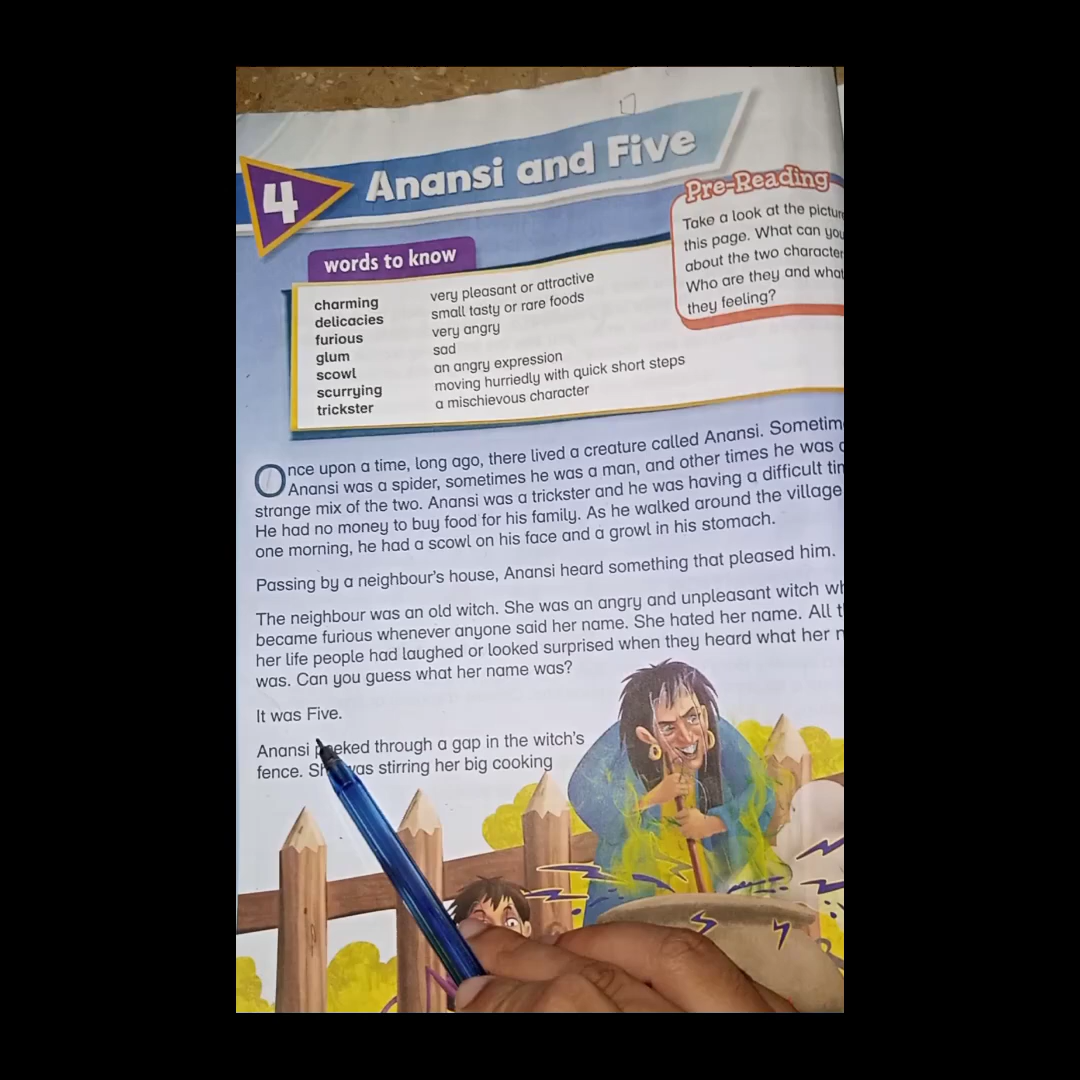 4
Anansi and Five
Pre-Reading
Take a look at the
this page. What can
about the two
Who are they and
they feeling?
words to know
charming very pleasant or attractive
delicacies small tasty or rare foods
furious very angry
glum sad
scowl an angry expression
scurrying moving hurriedly with quick short steps
trickster a mischievous character
Once upon a time, long ago, there lived a creature called Anansi.
Anansi was a spider, sometimes he was a man, and other times he was
strange mix of the two. Anansi was a trickster and he was having a difficult
He had no money to buy food for his family. As he walked around the village
one morning, he had a scowl on his face and a growl in his stomach.
Passing by a neighbour's house, Anansi heard something that pleased him.
The neighbour was an old witch. She was an angry and unpleasant witch
became furious whenever anyone said her name. She hated her name. All
her life people had laughed or looked surprised when they heard what her
was. Can you guess what her name was?
It was Five.
Anansi peeked through a gap in the witch's
fence. She was stirring her big cooking